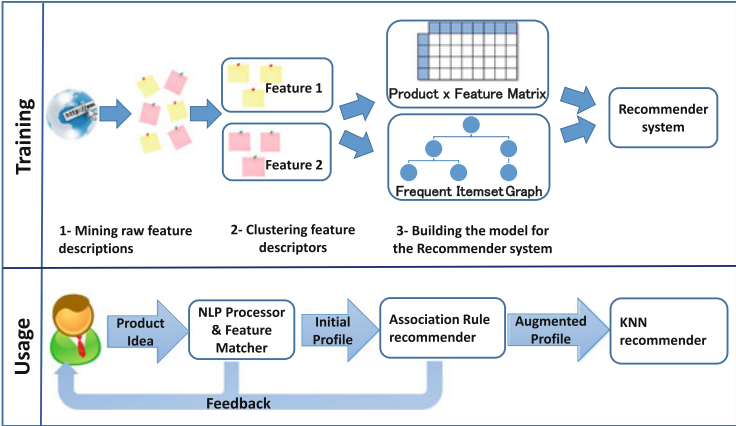 Training
http://
Feature 1
Feature 2
Product x Feature Matrix
Frequent Itemset Graph
Recommender
system
1- Mining raw feature
descriptions
2- Clustering feature
descriptors
3- Building the model for
the Recommender system
Usage
Product
Idea
NLP Processor
& Feature
Matcher
Initial
Profile
Association Rule
recommender
Augmented
Profile
KNN
recommender
Feedback